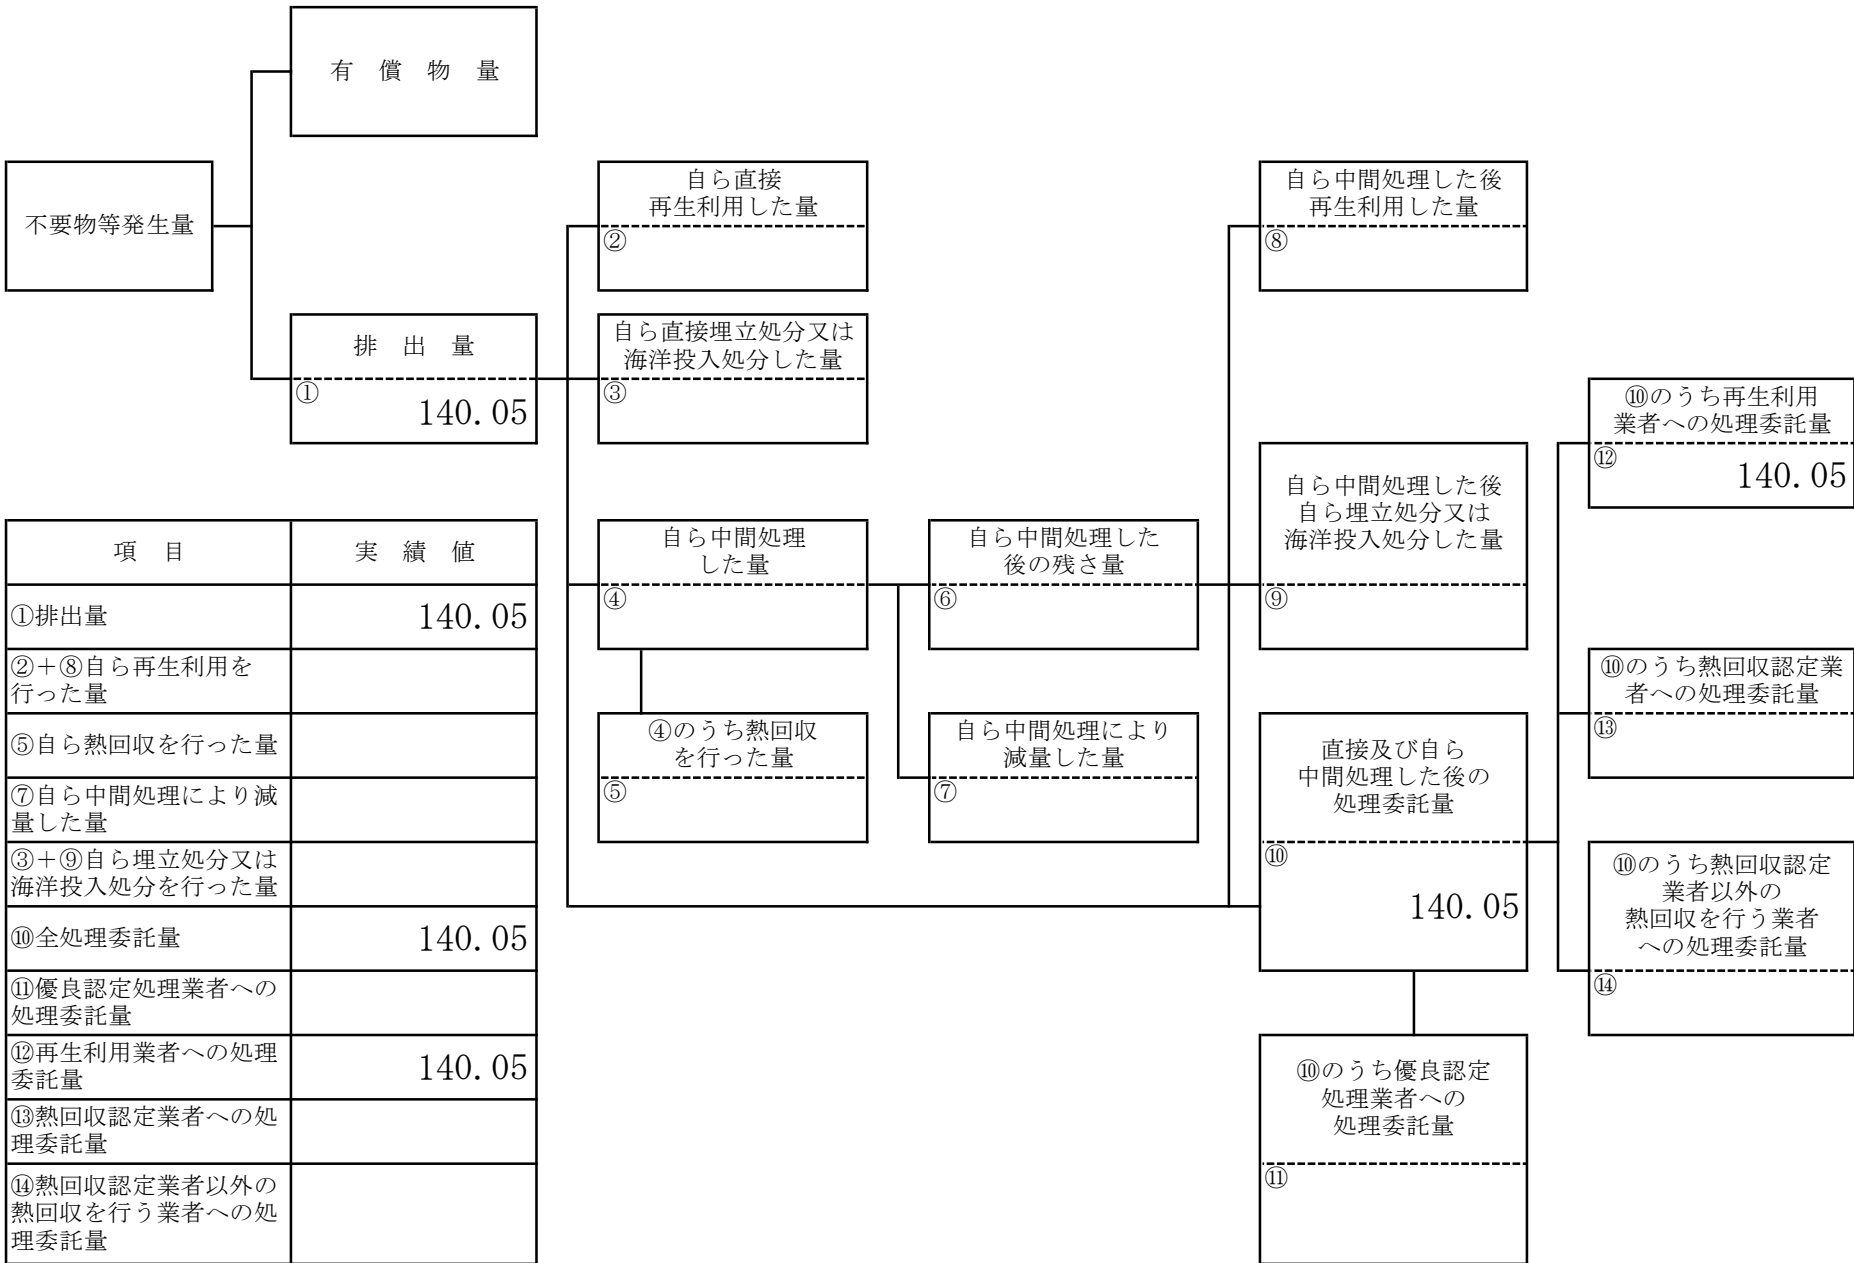 有　償　物　量
不要物等発生量
排　出　量
①
140.05
自ら直接
再生利用した量
②
自ら直接埋立処分又は
海洋投入処分した量
③
自ら中間処理
した量
④
④のうち熱回収
を行った量
⑤
自ら中間処理した
後の残さ量
⑥
自ら中間処理により
減量した量
⑦
自ら中間処理した後
再生利用した量
⑧
自ら中間処理した後
自ら埋立処分又は
海洋投入処分した量
⑨
直接及び自ら
中間処理した後の
処理委託量
⑩
140.05
⑩のうち優良認定
処理業者への
処理委託量
⑪
⑩のうち再生利用
業者への処理委託量
⑫
140.05
⑩のうち熱回収認定業
者への処理委託量
⑬
⑩のうち熱回収認定
業者以外の
熱回収を行う業者
への処理委託量
⑭
項　目　実　績　値
①排出量　140.05
②＋⑧自ら再生利用を
行った量
⑤自ら熱回収を行った量
⑦自ら中間処理により減
量した量
③＋⑨自ら埋立処分又は
海洋投入処分を行った量
⑩全処理委託量　140.05
⑪優良認定処理業者への
処理委託量
⑫再生利用業者への処理
委託量　140.05
⑬熱回収認定業者への処
理委託量
⑭熱回収認定業者以外の
熱回収を行う業者への処
理委託量